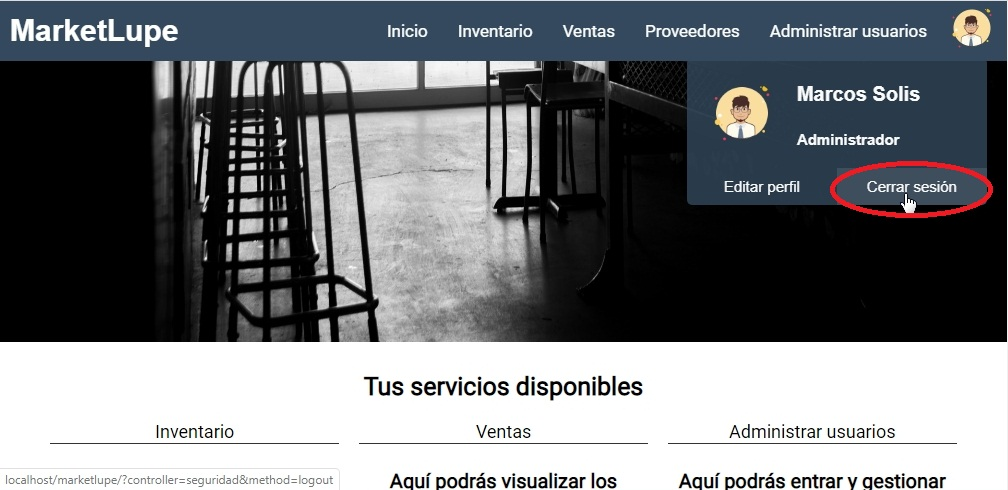 MarketLupe
Inicio Inventario Ventas Proveedores Administrar usuarios
Marcos Solis
Administrador
Editar perfil Cerrar sesión
Tus servicios disponibles
Inventario Ventas Administrar usuarios
Aquí podrás visualizar los Aquí podrás entrar y gestionar
localhost/marketlupe/?controller=seguridad&method=logout